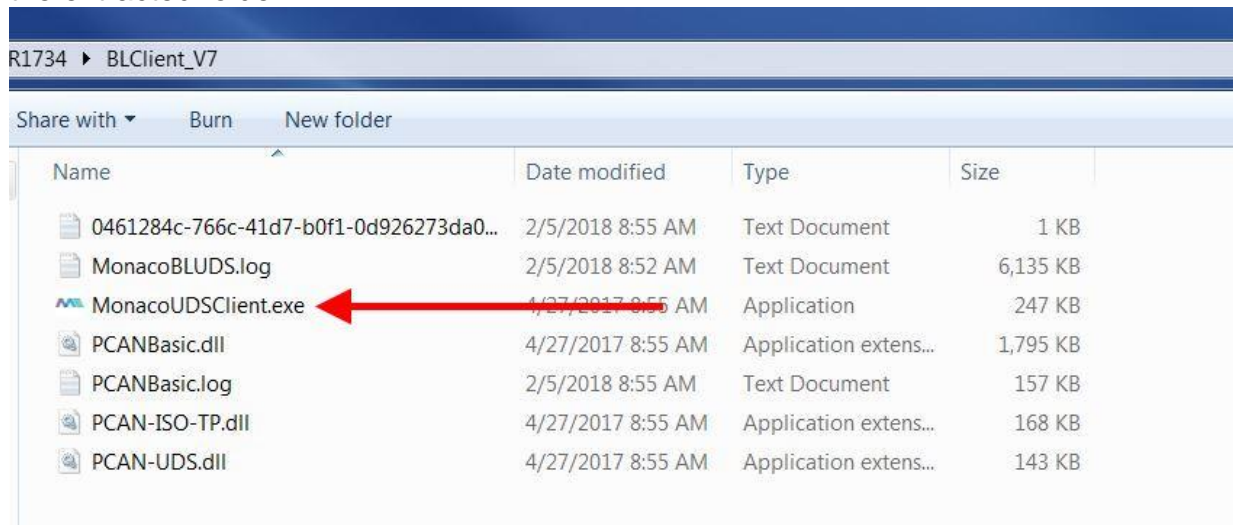 R1734 ▸ BLClient_V7
Share with ▾ Burn New folder
Name Date modified Type Size
0461284c-766c-41d7-b0f1-0d926273da0... 2/5/2018 8:55 AM Text Document 1 KB
MonacoBLUDS.log 2/5/2018 8:52 AM Text Document 6,135 KB
MonacoUDSClient.exe 4/27/2017 8:55 AM Application 247 KB
PCANBasic.dll 4/27/2017 8:55 AM Application extens... 1,795 KB
PCANBasic.log 2/5/2018 8:55 AM Text Document 157 KB
PCAN-ISO-TP.dll 4/27/2017 8:55 AM Application extens... 168 KB
PCAN-UDS.dll 4/27/2017 8:55 AM Application extens... 143 KB